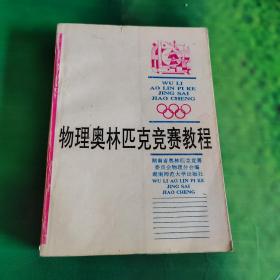 WU LI
AO LIN PI KE
JING SAI
JIAO CHENG
物理奥林匹克竞赛教程
湖南省奥林匹克竞赛
委员会物理分会编
湖南师范大学出版社
WU LI AO LIN PI KE
JING SAI
JIAO CHENG